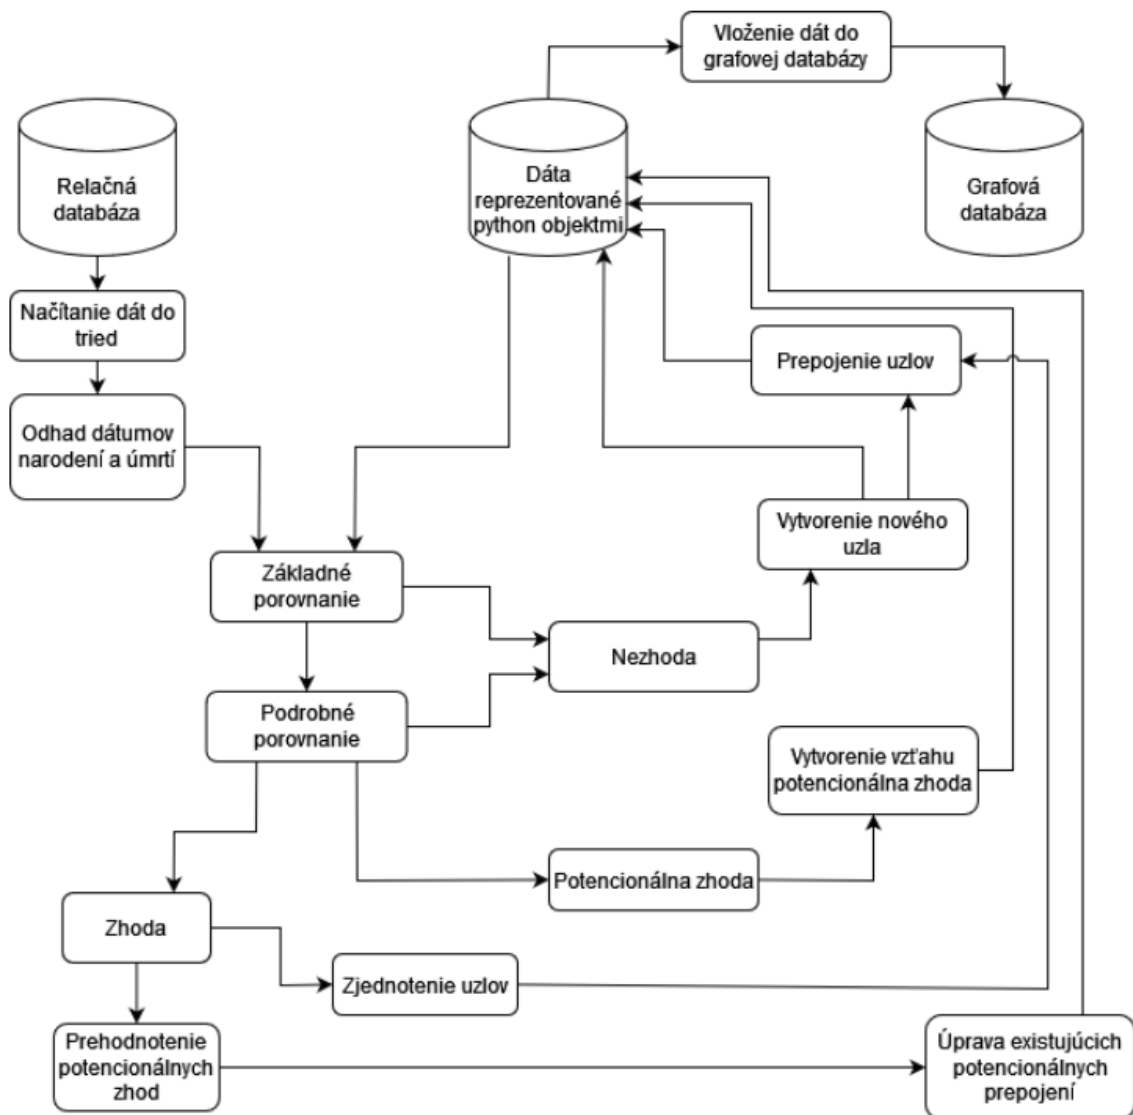 Vloženie dát do
grafovej databázy
Relačná
databáza
Dáta
reprezentované
python objektmi
Grafová
databáza
Načítanie dát do
tried
Prepojenie uzlov
Odhad dátumov
narodení a úmrtí
Vytvorenie nového
uzla
Základné
porovnanie
Nezhoda
Podrobné
porovnanie
Vytvorenie vzťahu
potencionálna zhoda
Potencionálna zhoda
Zhoda
Zjednotenie uzlov
Prehodnotenie
potencionálnych
zhod
Úprava existujúcich
potencionálnych
prepojení